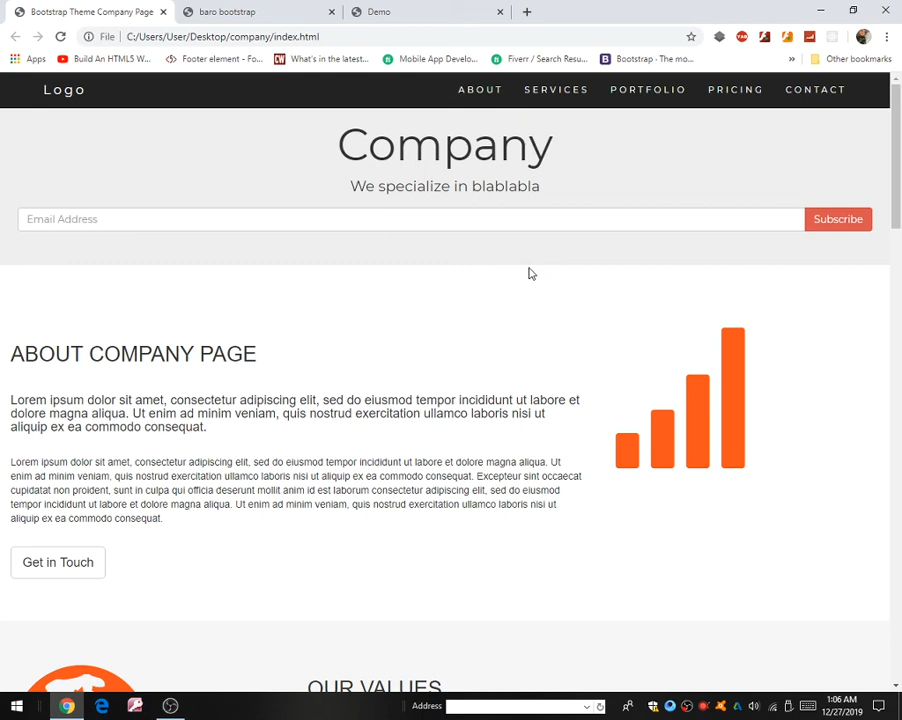 Bootstrap Theme Company Page
baro bootstrap
Demo
File
C:/Users/User/Desktop/company/index.html
Apps
Build An HTML5 W...
Footer element - Fo...
CW
What's in the latest...
Mobile App Develo...
Fiverr / Search Resu...
Bootstrap - The mo...
Other bookmarks
Logo
ABOUT
SERVICES
PORTFOLIO
PRICING
CONTACT
Company
We specialize in blablabla
Email Address
Subscribe
ABOUT COMPANY PAGE
Lorem ipsum dolor sit amet, consectetur adipiscing elit, sed do eiusmod tempor incididunt ut labore et
dolore magna aliqua. Ut enim ad minim veniam, quis nostrud exercitation ullamco laboris nisi ut
aliquip ex ea commodo consequat.
Lorem ipsum dolor sit amet, consectetur adipiscing elit, sed do eiusmod tempor incididunt ut labore et dolore magna aliqua. Ut
enim ad minim veniam, quis nostrud exercitation ullamco laboris nisi ut aliquip ex ea commodo consequat. Excepteur sint occaecat
cupidatat non proident, sunt in culpa qui officia deserunt mollit anim id est laborum consectetur adipiscing elit, sed do eiusmod
tempor incididunt ut labore et dolore magna aliqua. Ut enim ad minim veniam, quis nostrud exercitation ullamco laboris nisi ut
aliquip ex ea commodo consequat.
Get in Touch
OUR VALUES
Address
1:06 AM
12/27/2019